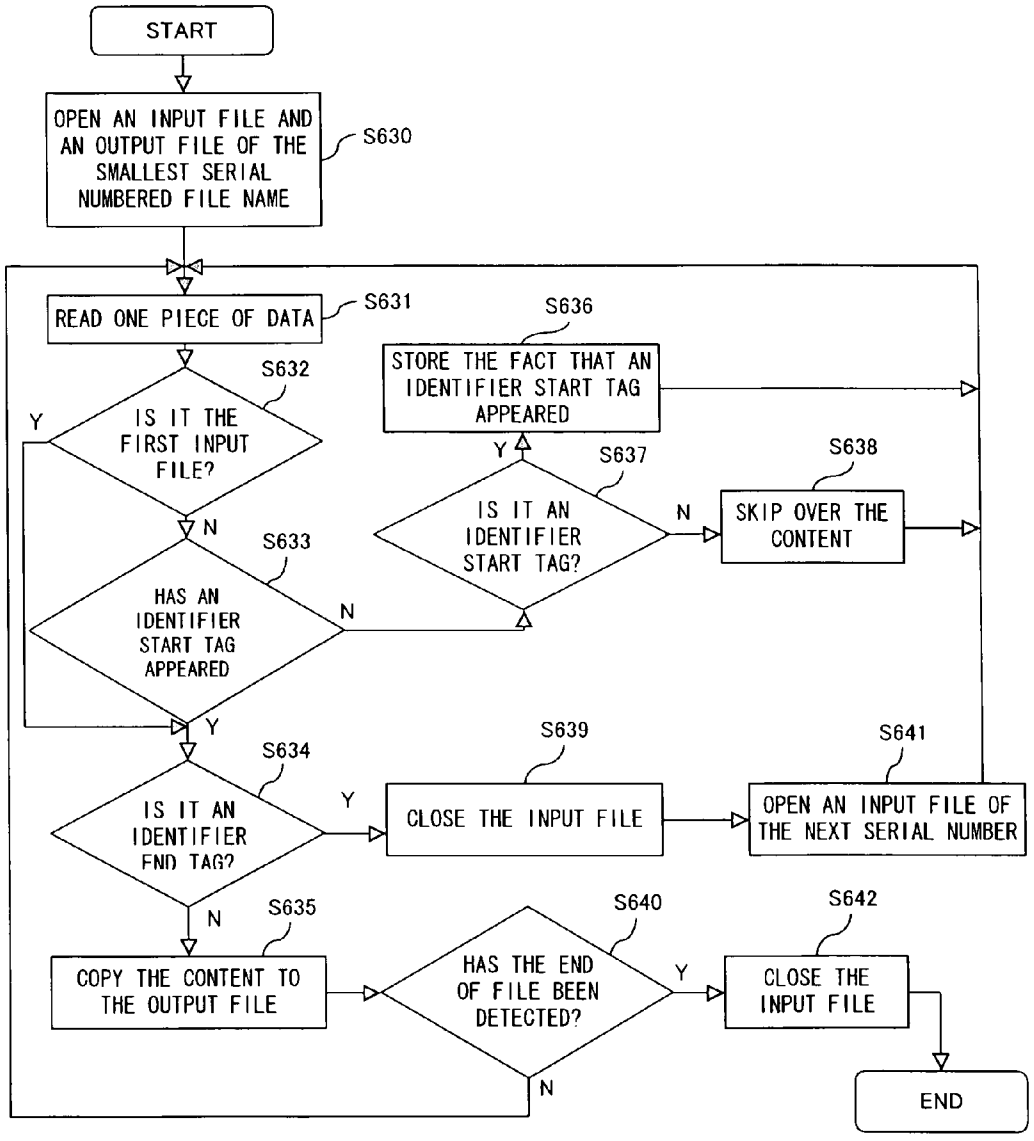 START
OPEN AN INPUT FILE AND
AN OUTPUT FILE OF THE
SMALLEST SERIAL
NUMBERED FILE NAME
S630
READ ONE PIECE OF DATA
S631
S632
IS IT THE
FIRST INPUT
FILE?
Y
N
S633
HAS AN
IDENTIFIER
START TAG
APPEARED
N
Y
S636
STORE THE FACT THAT AN
IDENTIFIER START TAG
APPEARED
Y
S637
IS IT AN
IDENTIFIER
START TAG?
N
S638
SKIP OVER THE
CONTENT
S634
IS IT AN
IDENTIFIER
END TAG?
Y
N
S639
CLOSE THE INPUT FILE
S641
OPEN AN INPUT FILE OF
THE NEXT SERIAL NUMBER
S635
COPY THE CONTENT TO
THE OUTPUT FILE
S640
HAS THE END
OF FILE BEEN
DETECTED?
Y
N
S642
CLOSE THE
INPUT FILE
END